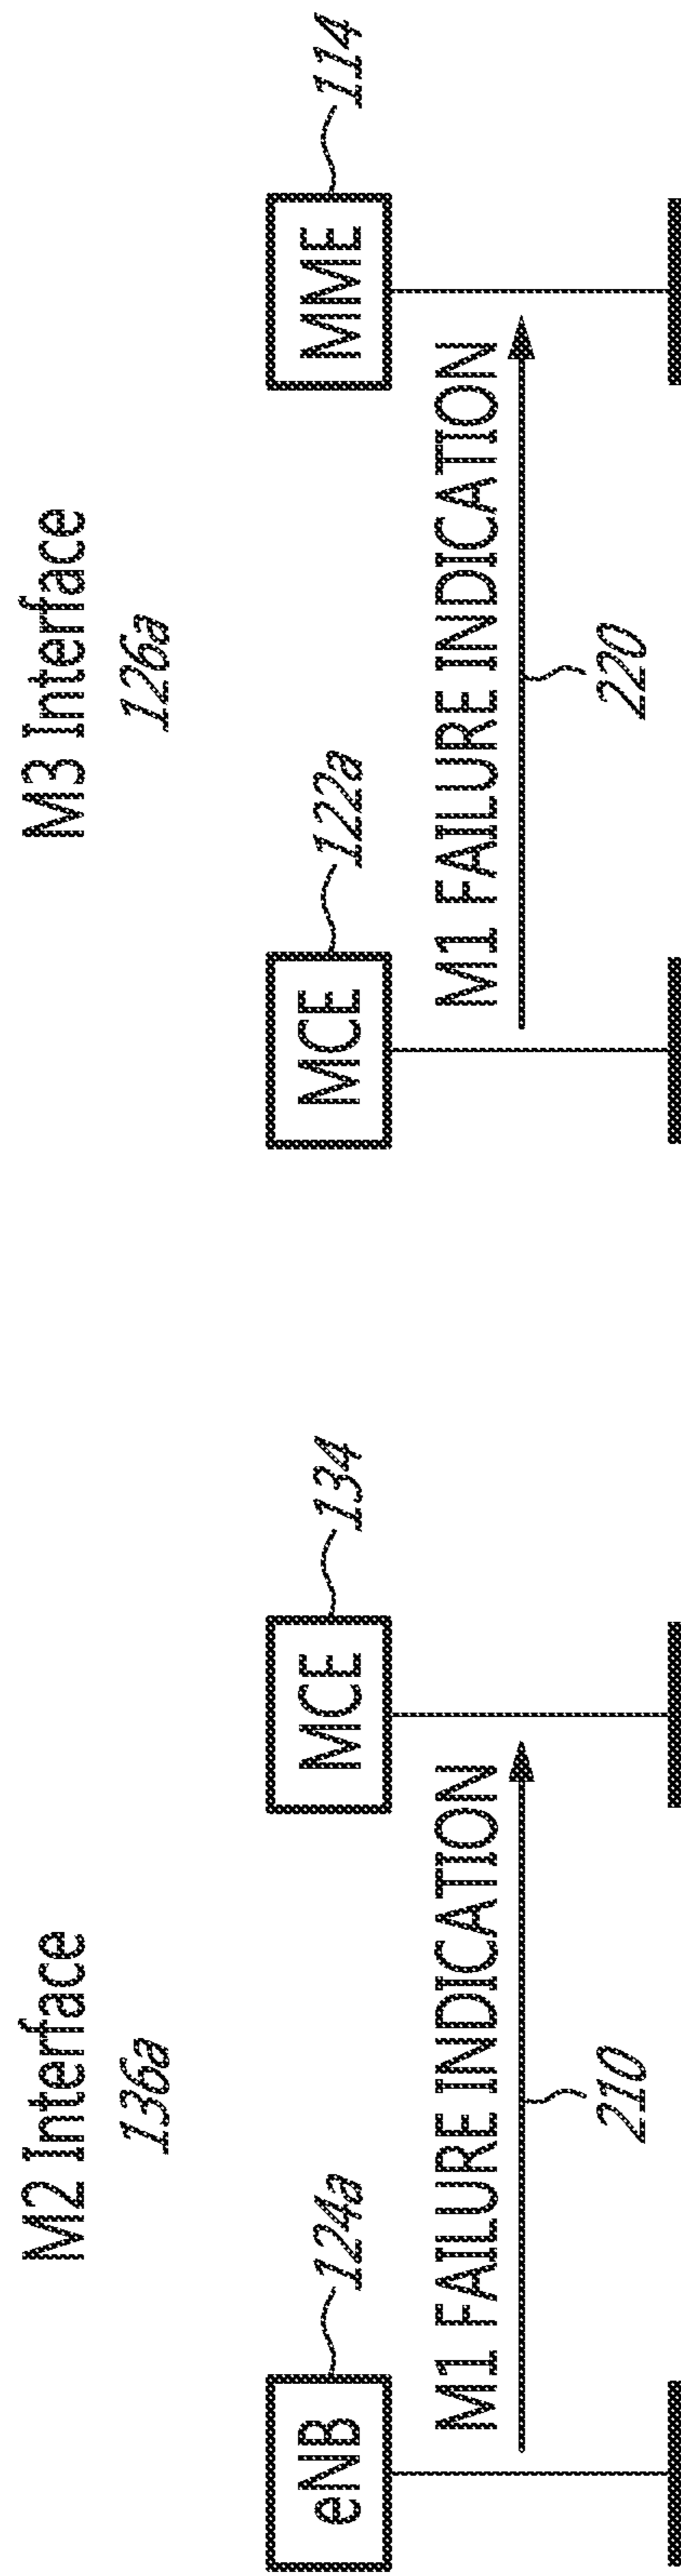 M2 Interface
136a
eNB
124a
MCE
134
M1 FAILURE INDICATION
210
M3 Interface
126a
MCE
122a
MME
114
M1 FAILURE INDICATION
220